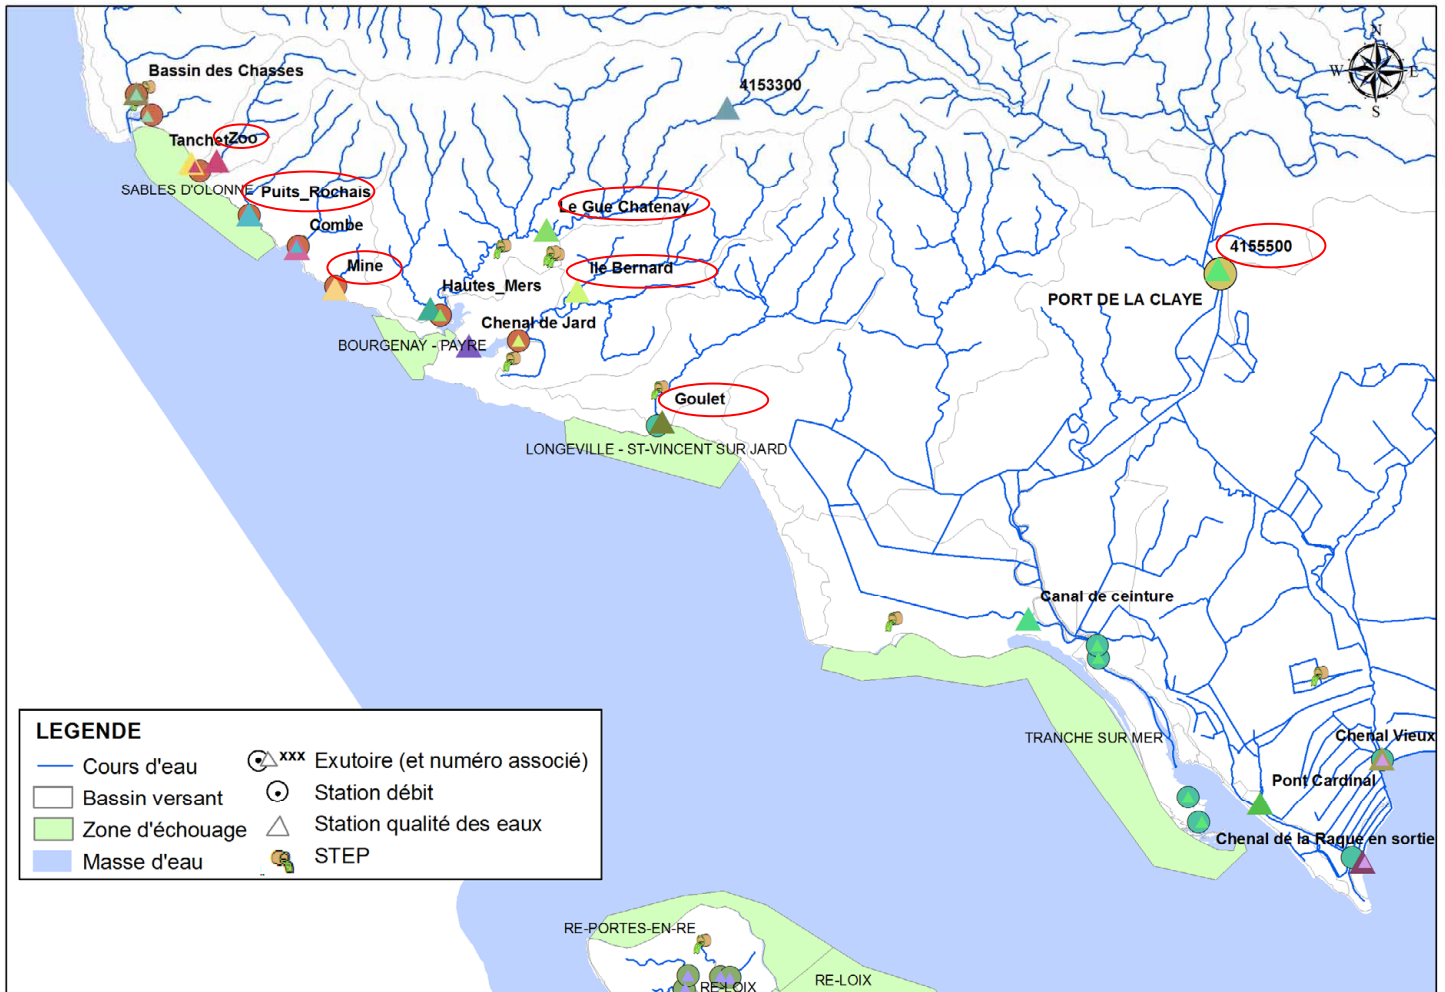 Bassin des Chasses
4153300
N
W
E
S
Tanchet
Zoo
SABLES D'OLONNE
Puits_Rochais
Combe
Le Gue Chatenay
Mine
Ile Bernard
4155500
Hautes_Mers
PORT DE LA CLAYE
Chenal de Jard
BOURGENAY - PAYRE
Goulet
LONGEVILLE - ST-VINCENT SUR JARD
Canal de ceinture
TRANCHE SUR MER
Chenal Vieux
Pont Cardinal
Chenal de la Raque en sortie
LEGENDE
Cours d'eau
Bassin versant
Zone d'échouage
Masse d'eau
xxx Exutoire (et numéro associé)
Station débit
Station qualité des eaux
STEP
RE-PORTES-EN-RE
RE-LOIX
RE-LOIX